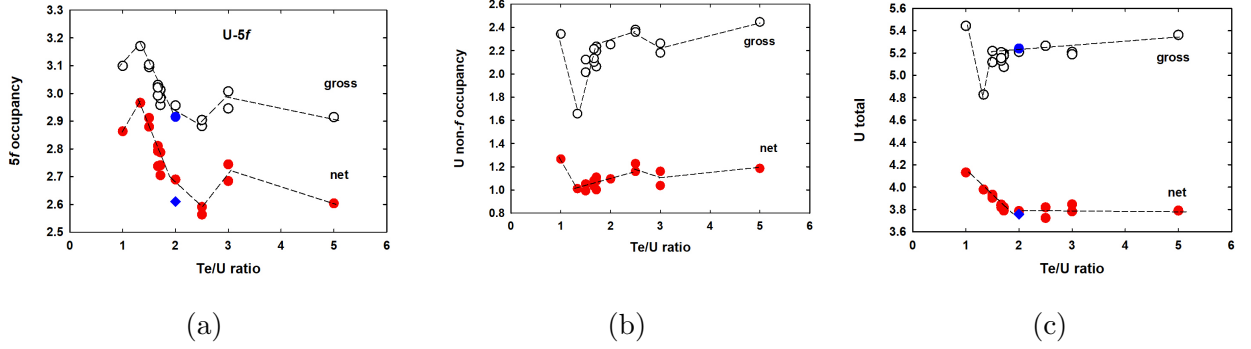 3.3
3.2
3.1
3.0
2.9
2.8
2.7
2.6
2.5
5f occupancy
U-5f
gross
net
0 1 2 3 4 5 6
Te/U ratio
(a)
2.6
2.4
2.2
2.0
1.8
1.6
1.4
1.2
1.0
0.8
U non-f occupancy
gross
net
0 1 2 3 4 5 6
Te/U ratio
(b)
5.6
5.4
5.2
5.0
4.8
4.6
4.4
4.2
4.0
3.8
3.6
U total
gross
net
0 1 2 3 4 5 6
Te/U ratio
(c)